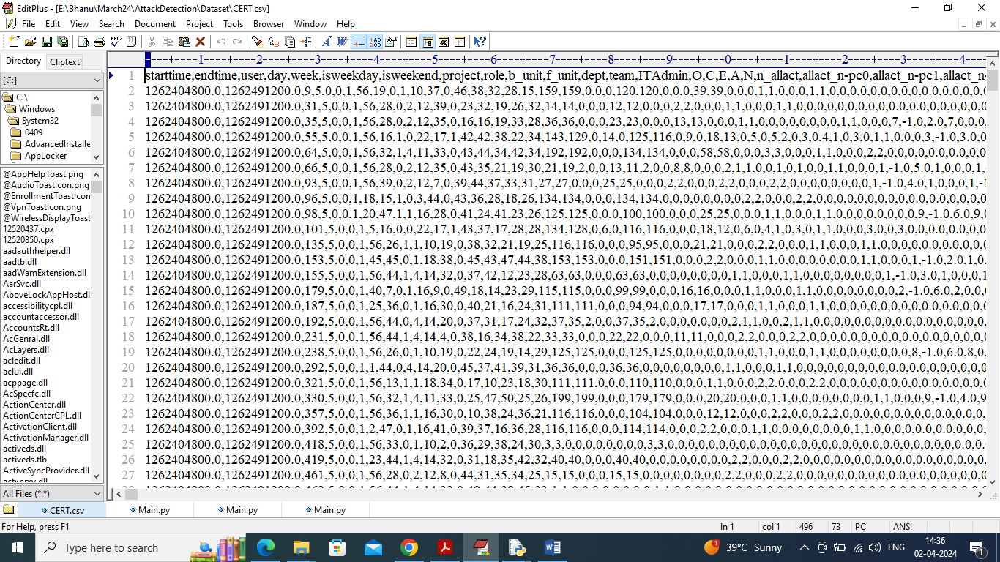 EditPlus - [E:\Bhanu\March24\AttackDetection\Dataset\CERT.csv]
File Edit View Search Document Project Tools Browser Window Help
Directory Cliptext
[C:]
C:\
Windows
System32
0409
AdvancedInstalle
AppLocker
@AppHelpToast.png
@AudioToastIcon.png
@EnrollmentToastIcon
@VpnToastIcon.png
@WirelessDisplayToast
12520437.cpx
12520850.cpx
aadauthhelper.dll
aadtb.dll
aadWamExtension.dll
AarSvc.dll
AboveLockAppHost.dl
accessibilitycpl.dll
accountaccessor.dll
AccountsRt.dll
AcGenral.dll
AcLayers.dll
acledit.dll
aclui.dll
acppage.dll
AcSpecfc.dll
ActionCenter.dll
ActionCenterCPL.dll
ActivationClient.dll
ActivationManager.dll
activeds.dll
activeds.tlb
ActiveSyncProvider.dll
All Files (*.*)
----+----1----+----2----+----3----+----4----+----5----+----6----+----7----+----8----+----9----+----0----+----1----+----2----+----3----+----4----
1 starttime,endtime,user,day,week,isweekday,isweekend,project,role,b_unit,f_unit,dept,team,ITAdmin,O,C,E,A,N,n_allact,allact_n-pc0,allact_n-pc1,allact_n-
2 1262404800.0,1262491200.0,9,5,0,0,1,56,19,0,1,10,37,0,46,38,32,28,15,159,159,0,0,0,120,120,0,0,0,39,39,0,0,0,1,1,0,0,0,1,1,0,0,0,0,0,0,0,0,0,0,0,0,0,0
3 1262404800.0,1262491200.0,31,5,0,0,1,56,28,0,2,12,39,0,23,32,19,26,32,14,14,0,0,0,12,12,0,0,0,2,2,0,0,0,1,1,0,0,0,1,1,0,0,0,0,0,0,0,0,0,0,0,0,0,0,0
4 1262404800.0,1262491200.0,35,5,0,0,1,56,28,0,2,12,35,0,16,16,19,33,28,36,36,0,0,0,23,23,0,0,0,13,13,0,0,0,1,1,0,0,0,0,0,0,0,0,1,1,0,0,0,7,-1.0,2.0,7,0,0,0
5 1262404800.0,1262491200.0,55,5,0,0,1,56,16,1,0,22,17,1,42,42,38,22,34,143,129,0,14,0,125,116,0,9,0,18,13,0,5,0,5,2,0,3,0,4,1,0,3,0,1,1,0,0,0,3,-1.0,3.0,0
6 1262404800.0,1262491200.0,64,5,0,0,1,56,32,1,4,11,33,0,43,44,34,42,34,192,192,0,0,0,134,134,0,0,0,58,58,0,0,0,3,3,0,0,0,1,1,0,0,0,2,2,0,0,0,0,0,0,0,0,0
7 1262404800.0,1262491200.0,66,5,0,0,1,56,28,0,2,12,35,0,43,35,21,19,30,21,19,2,0,0,13,11,2,0,0,8,8,0,0,0,2,1,1,0,0,1,0,1,0,0,1,1,0,0,0,1,-1.0,5.0,1,0,0,0,1
8 1262404800.0,1262491200.0,93,5,0,0,1,56,39,0,2,12,7,0,39,44,37,33,31,27,27,0,0,0,25,25,0,0,0,2,2,0,0,0,2,2,0,0,0,2,2,0,0,0,0,0,0,0,0,1,-1.0,4.0,1,0,0,0,1,-
9 1262404800.0,1262491200.0,96,5,0,0,1,18,15,1,0,3,44,0,43,36,28,18,26,134,134,0,0,0,134,134,0,0,0,0,0,0,0,0,2,2,0,0,0,2,2,0,0,0,0,0,0,0,0,0,0,0,0,0
10 1262404800.0,1262491200.0,98,5,0,0,1,20,47,1,1,16,28,0,41,24,41,23,26,125,125,0,0,0,100,100,0,0,0,25,25,0,0,0,1,1,0,0,0,1,1,0,0,0,0,0,0,0,0,9,-1.0,6.0,9,0
11 1262404800.0,1262491200.0,101,5,0,0,1,5,16,0,0,22,17,1,43,37,17,28,28,134,128,0,6,0,116,116,0,0,0,18,12,0,6,0,4,1,0,3,0,1,1,0,0,0,3,0,0,3,0,0,0,0,0,0
12 1262404800.0,1262491200.0,135,5,0,0,1,56,26,1,1,10,19,0,38,32,21,19,25,116,116,0,0,0,95,95,0,0,0,21,21,0,0,0,2,2,0,0,0,1,1,0,0,0,1,1,0,0,0,0,0,0,0,0
13 1262404800.0,1262491200.0,153,5,0,0,1,45,45,0,1,18,38,0,45,43,47,44,38,153,153,0,0,0,151,151,0,0,0,2,2,0,0,0,1,1,0,0,0,0,0,0,0,0,1,1,0,0,0,1,-1.0,2.0,1,0
14 1262404800.0,1262491200.0,155,5,0,0,1,56,44,1,4,14,32,0,37,42,12,23,28,63,63,0,0,0,63,63,0,0,0,0,0,0,0,0,1,1,0,0,0,1,1,0,0,0,0,0,0,0,0,1,-1.0,3.0,1,0,0,0,1
15 1262404800.0,1262491200.0,179,5,0,0,1,40,7,0,1,16,9,0,49,18,14,23,29,115,115,0,0,0,99,99,0,0,0,16,16,0,0,0,1,1,0,0,0,1,1,0,0,0,0,0,0,0,0,2,-1.0,6.0,2,0,0
16 1262404800.0,1262491200.0,187,5,0,0,1,25,36,0,1,16,30,0,40,21,16,24,31,111,111,0,0,0,94,94,0,0,0,17,17,0,0,0,1,1,0,0,0,1,1,0,0,0,0,0,0,0,0,0,0,0,0,0
17 1262404800.0,1262491200.0,192,5,0,0,1,56,44,0,4,14,20,0,37,31,17,24,32,37,35,2,0,0,37,35,2,0,0,0,0,0,0,0,2,1,1,0,0,2,1,1,0,0,0,0,0,0,0,0,0,0,0,0,0
18 1262404800.0,1262491200.0,231,5,0,0,1,56,44,1,4,14,4,0,38,16,34,38,22,33,33,0,0,0,22,22,0,0,0,11,11,0,0,0,2,2,0,0,0,2,2,0,0,0,0,0,0,0,0,0,0,0,0,0,0
19 1262404800.0,1262491200.0,238,5,0,0,1,56,26,0,1,10,19,0,22,24,19,14,29,125,125,0,0,0,125,125,0,0,0,0,0,0,0,0,1,1,0,0,0,1,1,0,0,0,0,0,0,0,0,8,-1.0,6.0,8,0
20 1262404800.0,1262491200.0,292,5,0,0,1,1,44,0,4,14,20,0,45,37,41,39,31,36,36,0,0,0,36,36,0,0,0,0,0,0,0,0,1,1,0,0,0,1,1,0,0,0,0,0,0,0,0,0,0,0,0,0,0
21 1262404800.0,1262491200.0,321,5,0,0,1,56,13,1,1,18,34,0,17,10,23,18,30,111,111,0,0,0,110,110,0,0,0,1,1,0,0,0,2,2,0,0,0,2,2,0,0,0,0,0,0,0,0,0,0,0,0,0
22 1262404800.0,1262491200.0,330,5,0,0,1,56,32,1,4,11,33,0,25,47,50,25,26,199,199,0,0,0,179,179,0,0,0,20,20,0,0,0,1,1,0,0,0,0,0,0,0,0,1,1,0,0,0,9,-1.0,4.0,9
23 1262404800.0,1262491200.0,357,5,0,0,1,56,36,1,1,16,30,0,10,38,24,36,21,116,116,0,0,0,104,104,0,0,0,12,12,0,0,0,2,2,0,0,0,2,2,0,0,0,0,0,0,0,0,0,0,0,0
24 1262404800.0,1262491200.0,392,5,0,0,1,2,47,0,1,16,41,0,39,37,16,36,28,116,116,0,0,0,114,114,0,0,0,2,2,0,0,0,1,1,0,0,0,0,0,0,0,0,1,1,0,0,0,0,0,0,0,0
25 1262404800.0,1262491200.0,418,5,0,0,1,56,33,0,1,10,2,0,36,29,38,24,30,3,3,0,0,0,0,0,0,0,0,3,3,0,0,0,0,0,0,0,0,0,0,0,0,0,0,0,0,0,0,0,0,0,0,0,0
26 1262404800.0,1262491200.0,419,5,0,0,1,23,44,1,4,14,32,0,31,18,35,42,32,40,40,0,0,0,40,40,0,0,0,0,0,0,0,0,2,2,0,0,0,2,2,0,0,0,0,0,0,0,0,0,0,0,0,0
27 1262404800.0,1262491200.0,461,5,0,0,1,56,28,0,2,12,8,0,44,31,35,34,25,15,15,0,0,0,15,15,0,0,0,0,0,0,0,0,2,2,0,0,0,2,2,0,0,0,0,0,0,0,0,0,0,0,0,0
CERT.csv Main.py Main.py Main.py
For Help, press F1 ln 1 col 1 496 73 PC ANSI
Type here to search 39°C Sunny ENG 14:36
02-04-2024 1